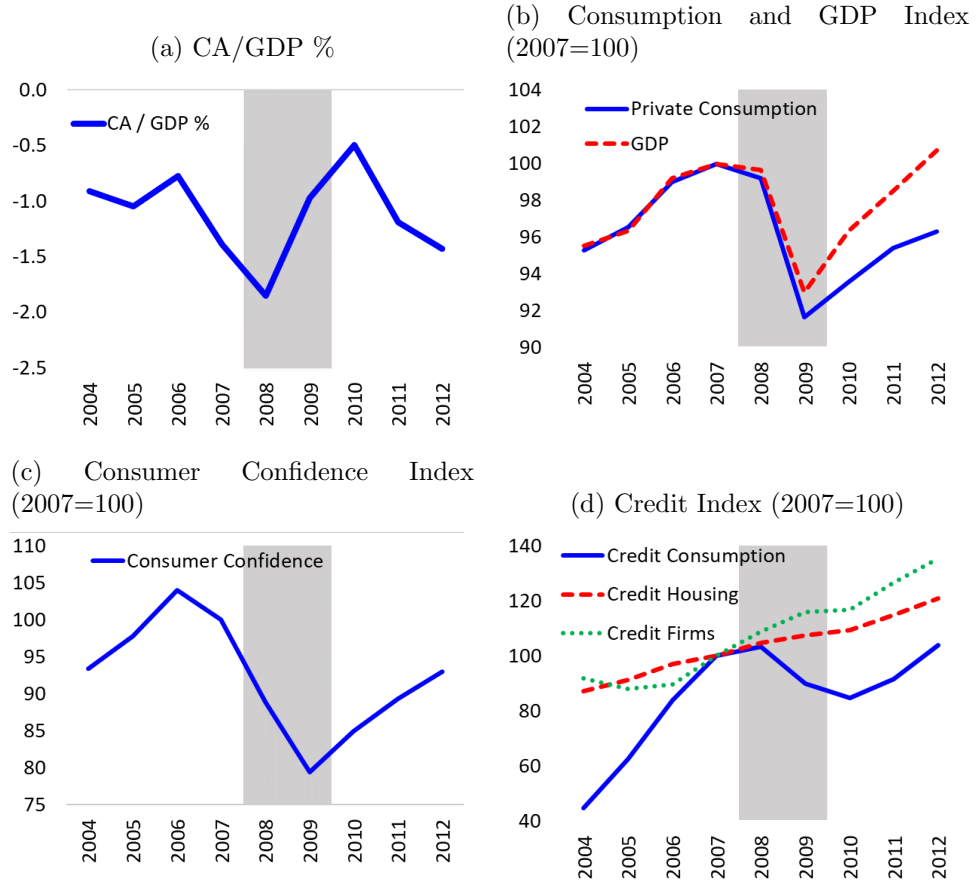 (a) CA/GDP %
0.0
-0.5
-1.0
-1.5
-2.0
-2.5
CA / GDP %
2004 2005 2006 2007 2008 2009 2010 2011 2012
(b) Consumption and GDP Index
(2007=100)
104
102
100
98
96
94
92
90
Private Consumption
GDP
2004 2005 2006 2007 2008 2009 2010 2011 2012
(c) Consumer Confidence Index
(2007=100)
110
105
100
95
90
85
80
75
Consumer Confidence
2004 2005 2006 2007 2008 2009 2010 2011 2012
(d) Credit Index (2007=100)
140
120
100
80
60
40
Credit Consumption
Credit Housing
Credit Firms
2004 2005 2006 2007 2008 2009 2010 2011 2012